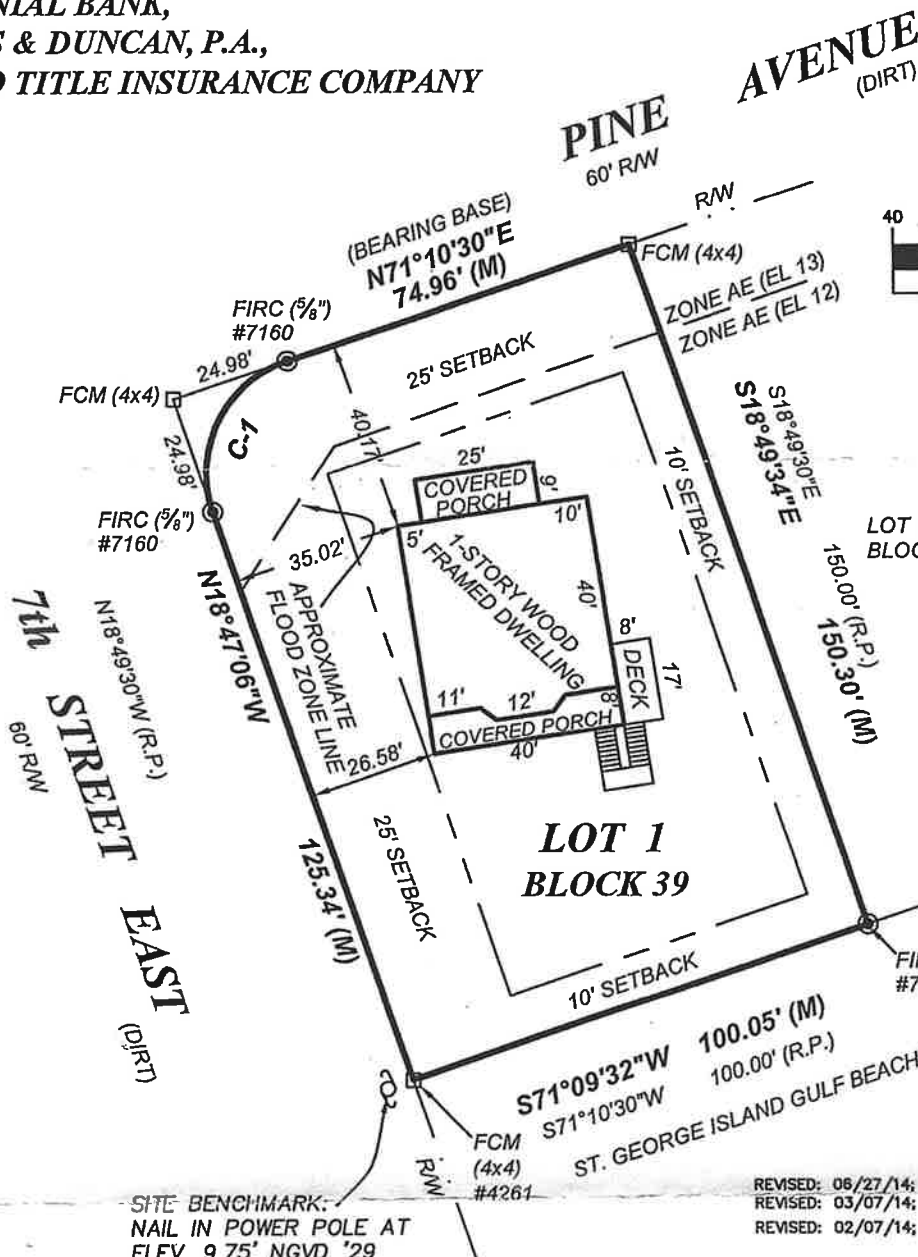 NIAL BANK,
& DUNCAN, P.A.,
TITLE INSURANCE COMPANY
PINE AVENUE
60' R/W
(DIRT)
R/W
40
(BEARING BASE)
N71°10'30"E
74.96' (M)
FCM (4x4)
FIRC (5/8")
#7160
24.98'
FCM (4x4)
24.98'
C-1
FIRC (5/8")
#7160
ZONE AE (EL 13)
ZONE AE (EL 12)
25' SETBACK
40.17'
25'
COVERED
PORCH
9'
10'
5'
35.02'
1-STORY WOOD
FRAMED DWELLING
40'
8'
DECK
17'
11'
12'
8'
COVERED PORCH
40'
26.58'
APPROXIMATE
FLOOD ZONE LINE
10' SETBACK
S18°49'30"E
S18°49'34"E
150.00' (R.P.)
150.30' (M)
LOT
BLOC
N18°47'06"W
N18°49'30"W (R.P.)
125.34' (M)
7th STREET EAST
60' R/W
(DIRT)
25' SETBACK
LOT 1
BLOCK 39
10' SETBACK
FI
#7
S71°09'32"W 100.05' (M)
S71°10'30"W 100.00' (R.P.)
ST. GEORGE ISLAND GULF BEACH
FCM
(4x4)
#4261
R/W
SITE BENCHMARK:
NAIL IN POWER POLE AT
ELEV. 9.75' NGVD '29
REVISED: 06/27/14;
REVISED: 03/07/14;
REVISED: 02/07/14;